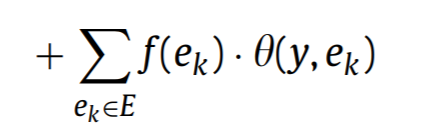 + ∑ f(e_k) · θ(y, e_k)
e_k∈E